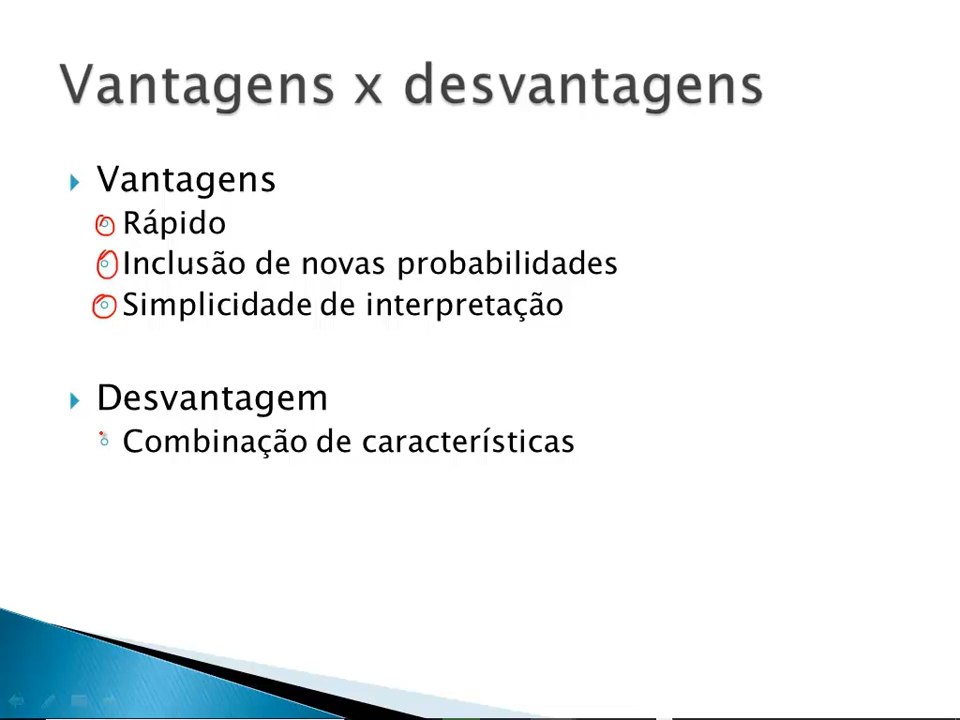 Vantagens x desvantagens
Vantagens
Rápido
Inclusão de novas probabilidades
Simplicidade de interpretação
Desvantagem
Combinação de características